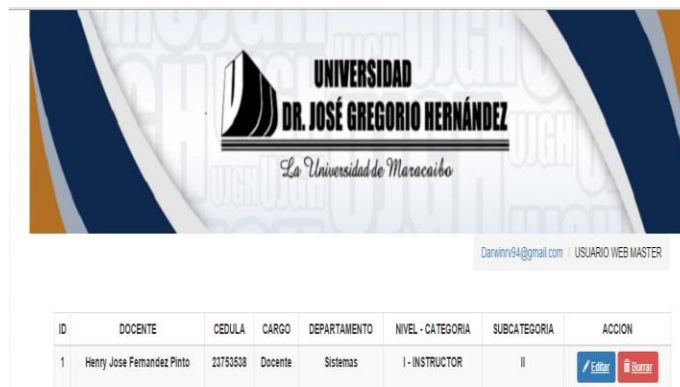 UNIVERSIDAD
DR. JOSÉ GREGORIO HERNÁNDEZ
La Universidad de Maracaibo
Darwinrv94@gmail.com / USUARIO WEB MASTER
ID DOCENTE CEDULA CARGO DEPARTAMENTO NIVEL - CATEGORIA SUBCATEGORIA ACCION
1 Henry Jose Fernandez Pinto 23753538 Docente Sistemas I - INSTRUCTOR II Editar Borrar